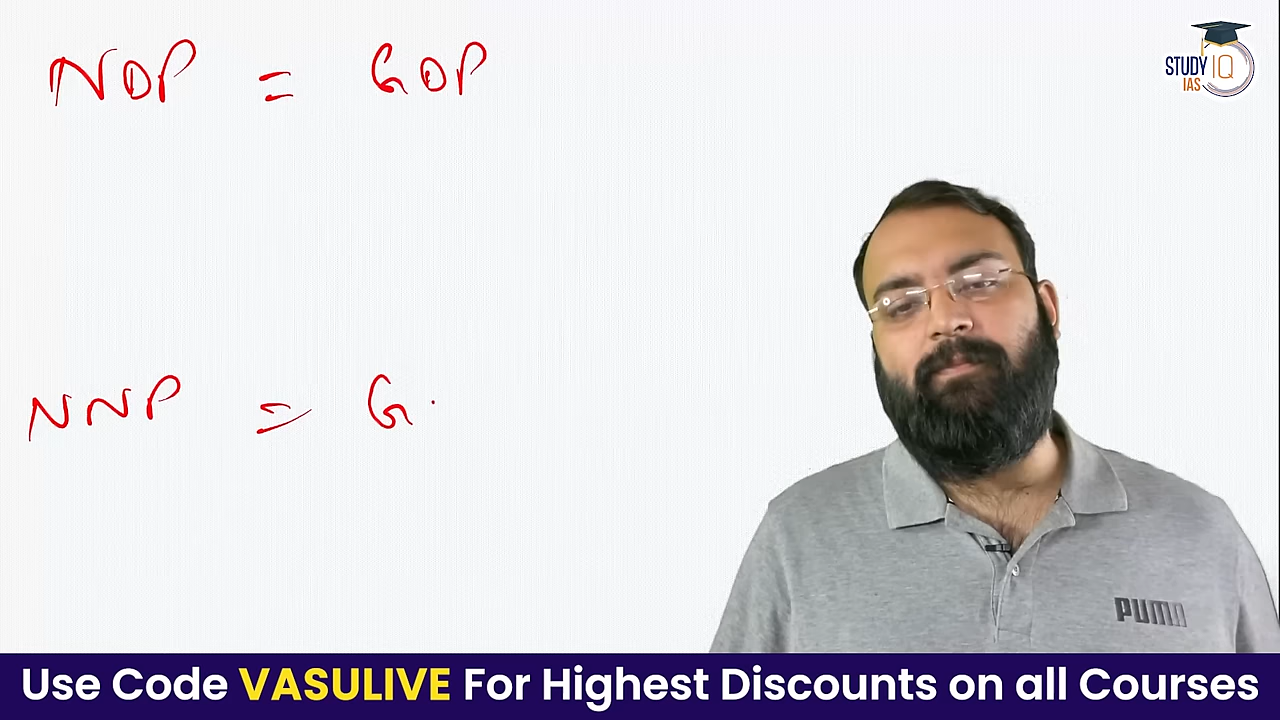 NDP = GDP
STUDY IQ
IAS
NNP = G.
PUMA
Use Code VASULIVE For Highest Discounts on all Courses